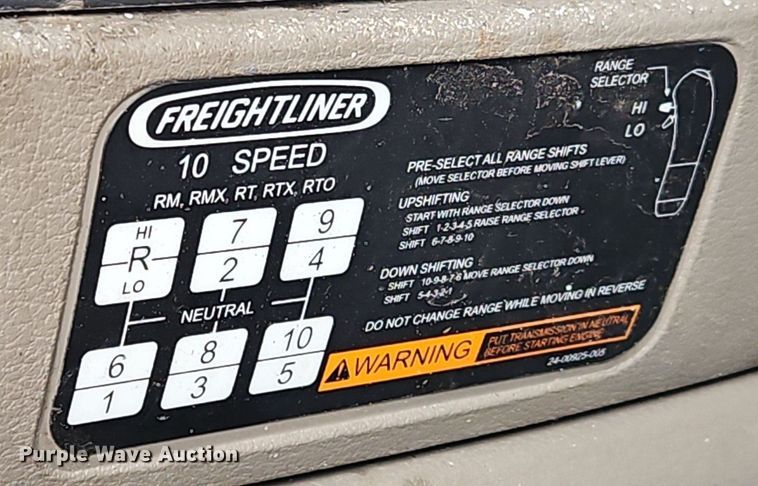 FREIGHTLINER
10 SPEED
RM, RMX, RT, RTX, RTO
HI
R
LO
7
2
9
4
NEUTRAL
6
1
8
3
10
5
RANGE
SELECTOR
HI
LO
PRE-SELECT ALL RANGE SHIFTS
(MOVE SELECTOR BEFORE MOVING SHIFT LEVER)
UPSHIFTING
START WITH RANGE SELECTOR DOWN
SHIFT 1-2-3-4-5 RAISE RANGE SELECTOR
SHIFT 6-7-8-9-10
DOWN SHIFTING
SHIFT 10-9-8-7-6 MOVE RANGE SELECTOR DOWN
SHIFT 5-4-3-2-1
DO NOT CHANGE RANGE WHILE MOVING IN REVERSE
WARNING
PUT TRANSMISSION IN NEUTRAL
BEFORE STARTING ENGINE
24-00925-005
Purple Wave Auction